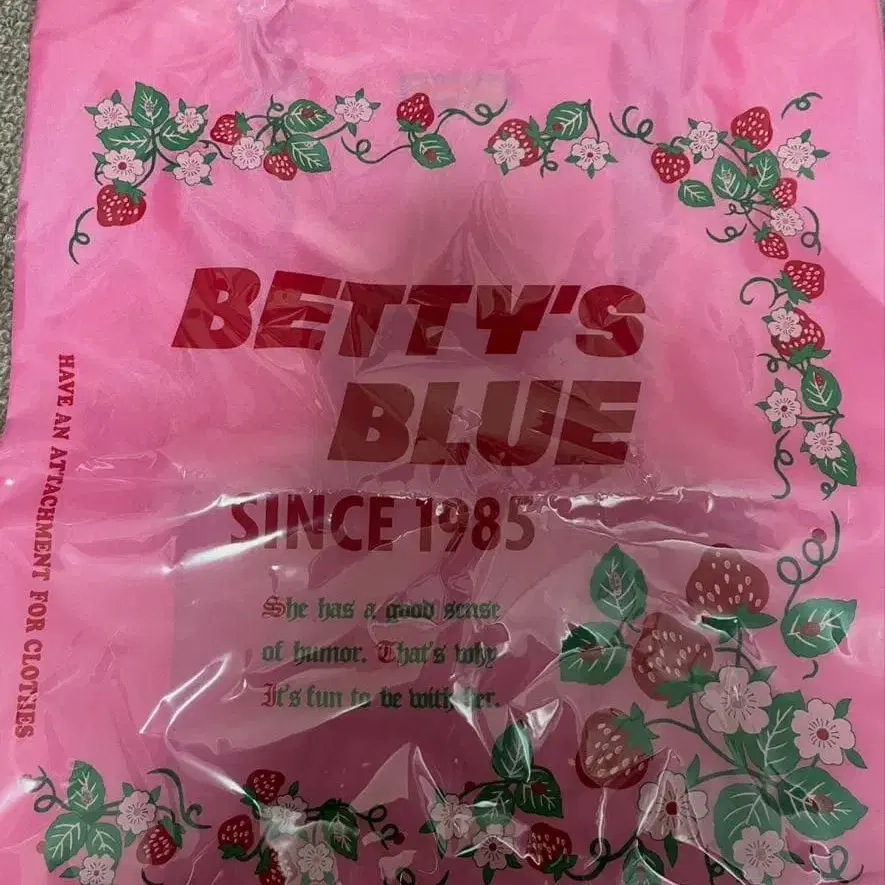 BETTY'S
BLUE
SINCE 1985
She has a good sense
of humor. That's why
It's fun to be with her.
HAVE AN ATTACHMENT FOR CLOTHES